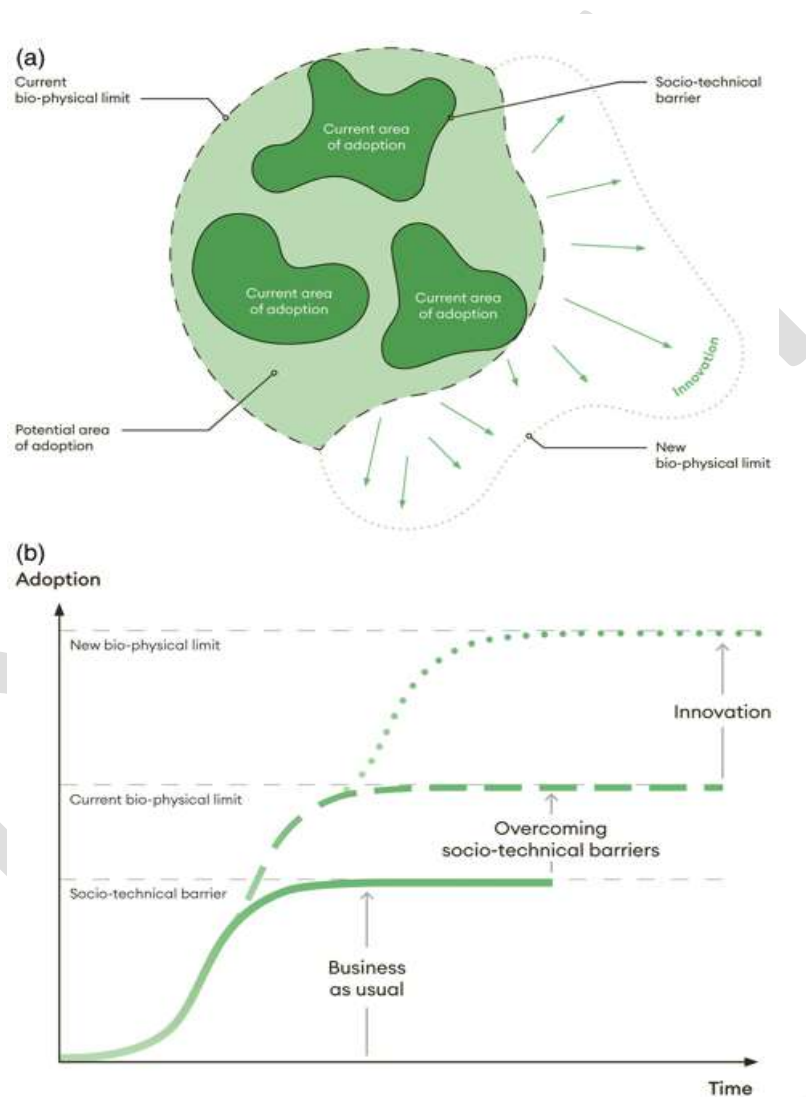 (a)
Current
bio-physical limit
Socio-technical
barrier
Current area
of adoption
Current area
of adoption
Current area
of adoption
Innovation
Potential area
of adoption
New
bio-physical limit
(b)
Adoption
New bio-physical limit
Innovation
Current bio-physical limit
Overcoming
socio-technical barriers
Socio-technical barrier
Business
as usual
Time